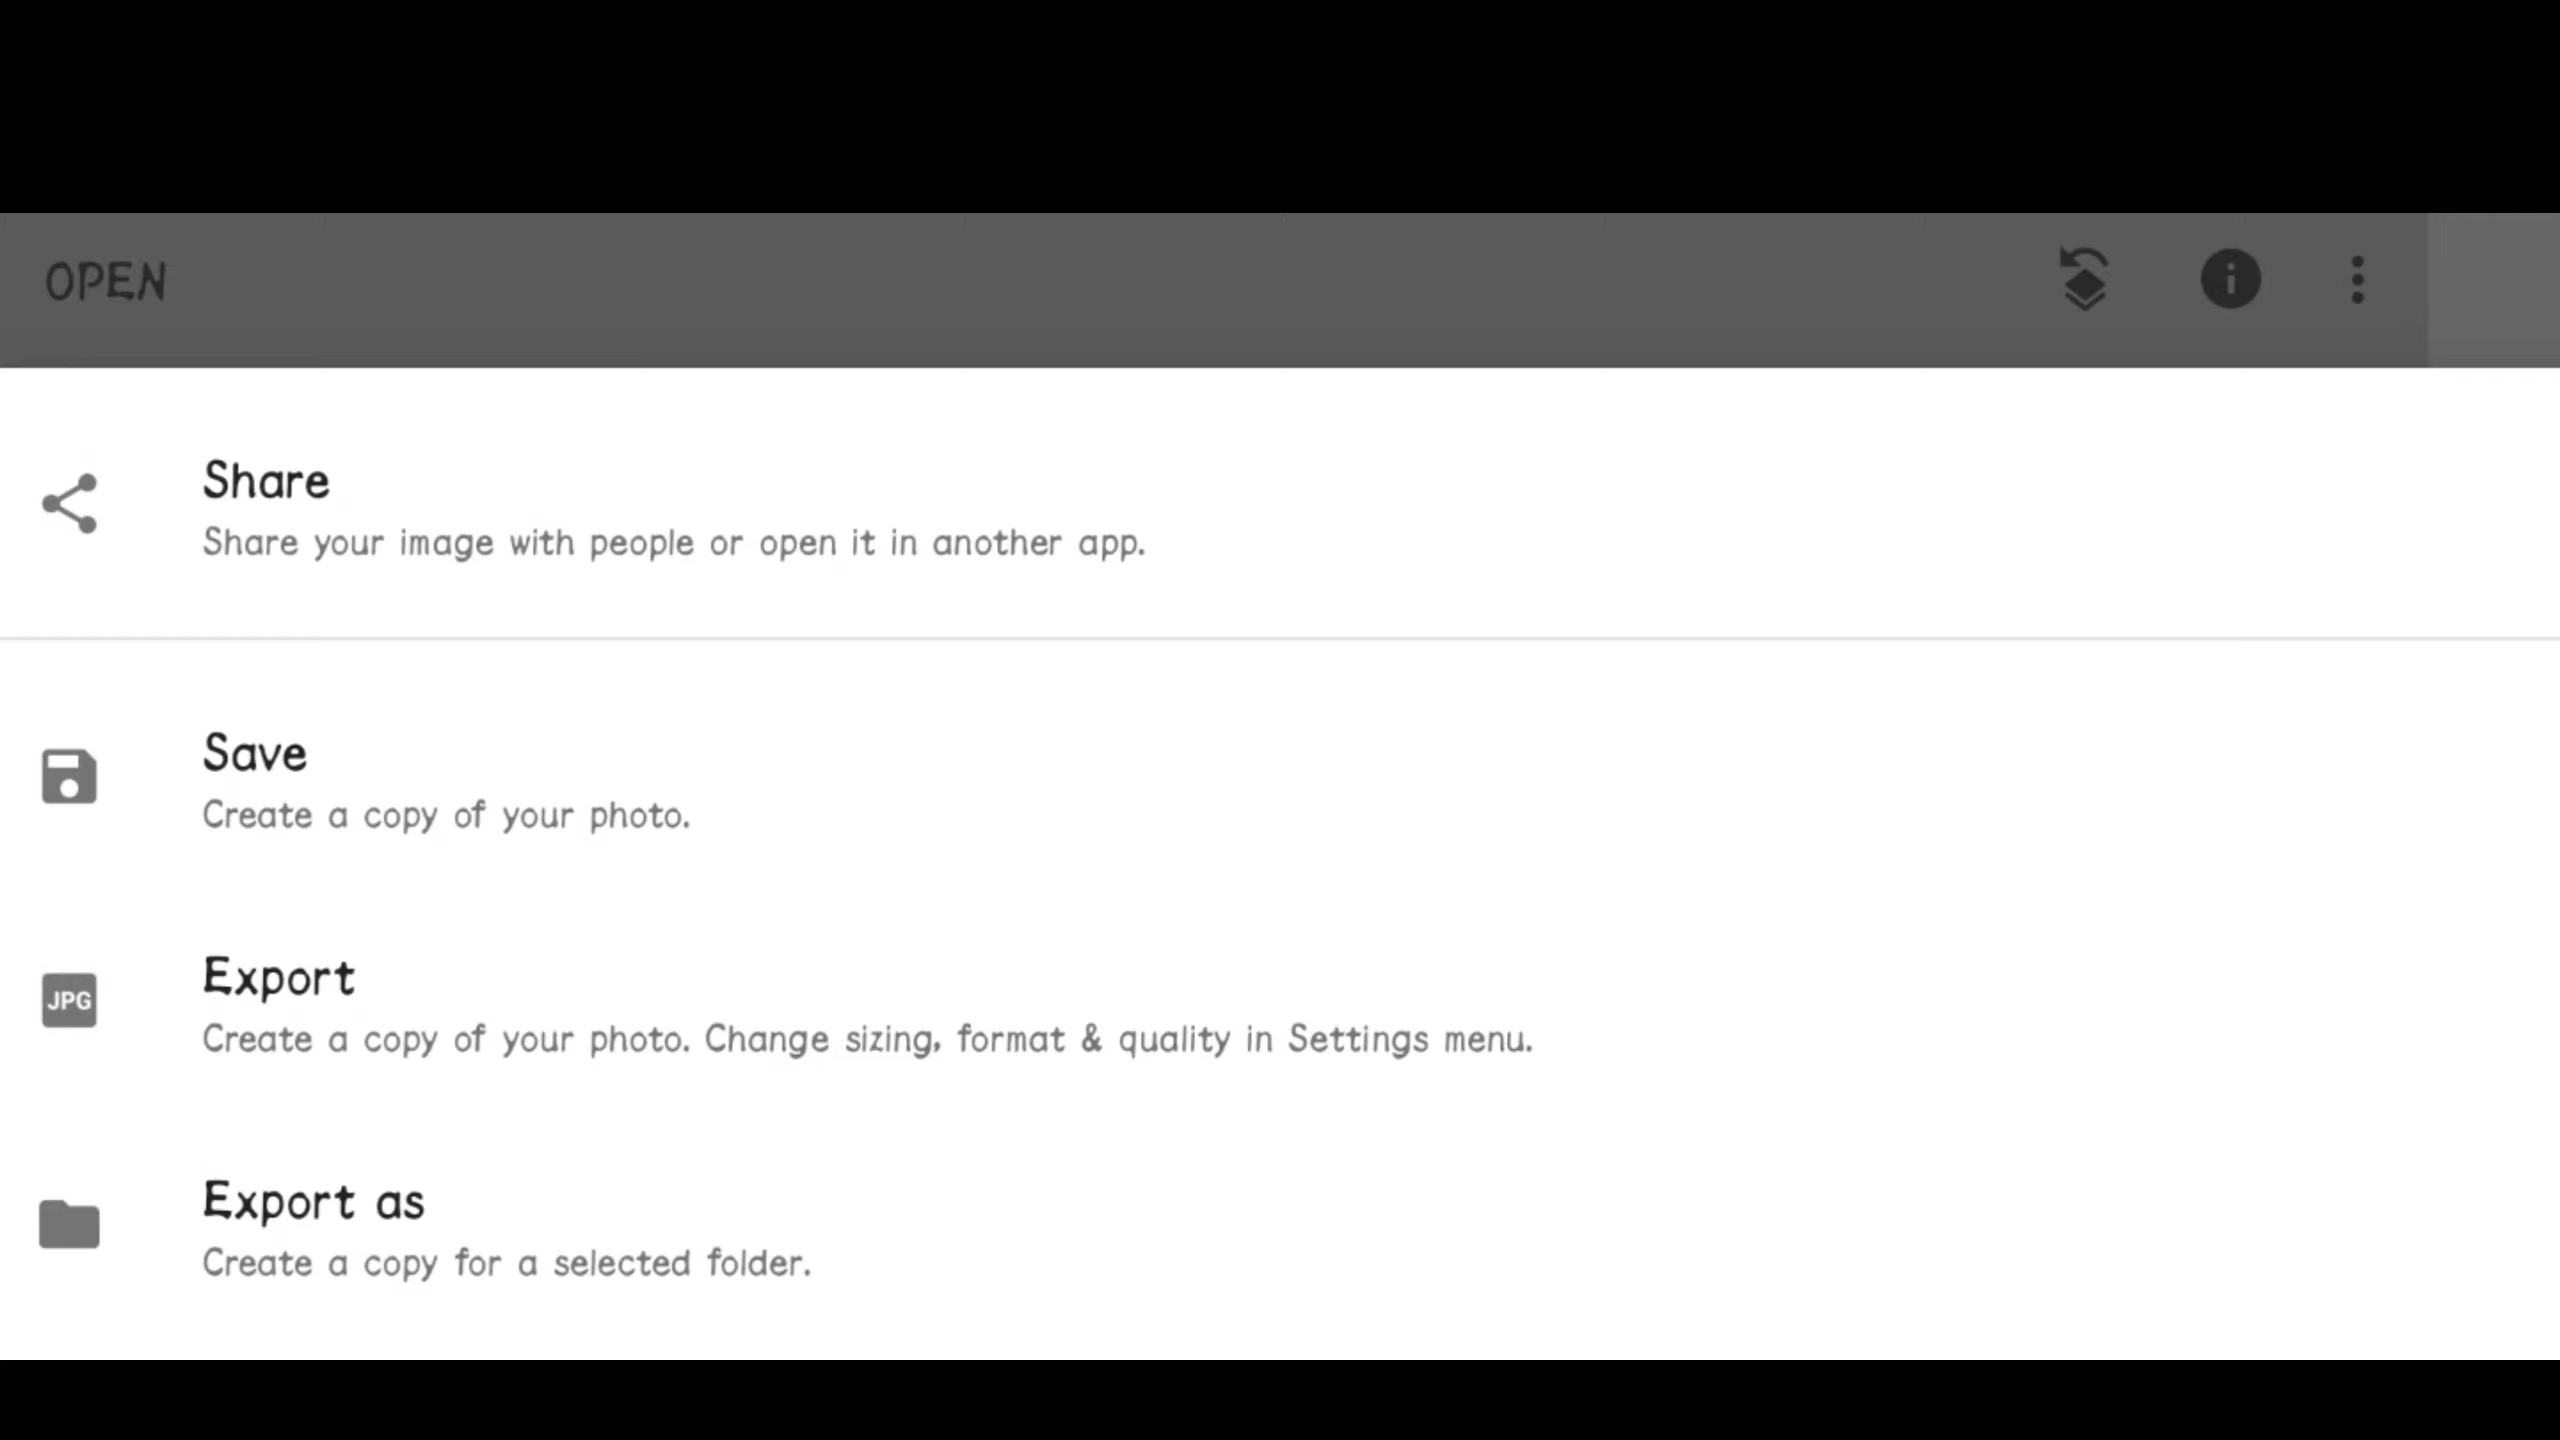 OPEN
Share
Share your image with people or open it in another app.
Save
Create a copy of your photo.
JPG
Export
Create a copy of your photo. Change sizing, format & quality in Settings menu.
Export as
Create a copy for a selected folder.